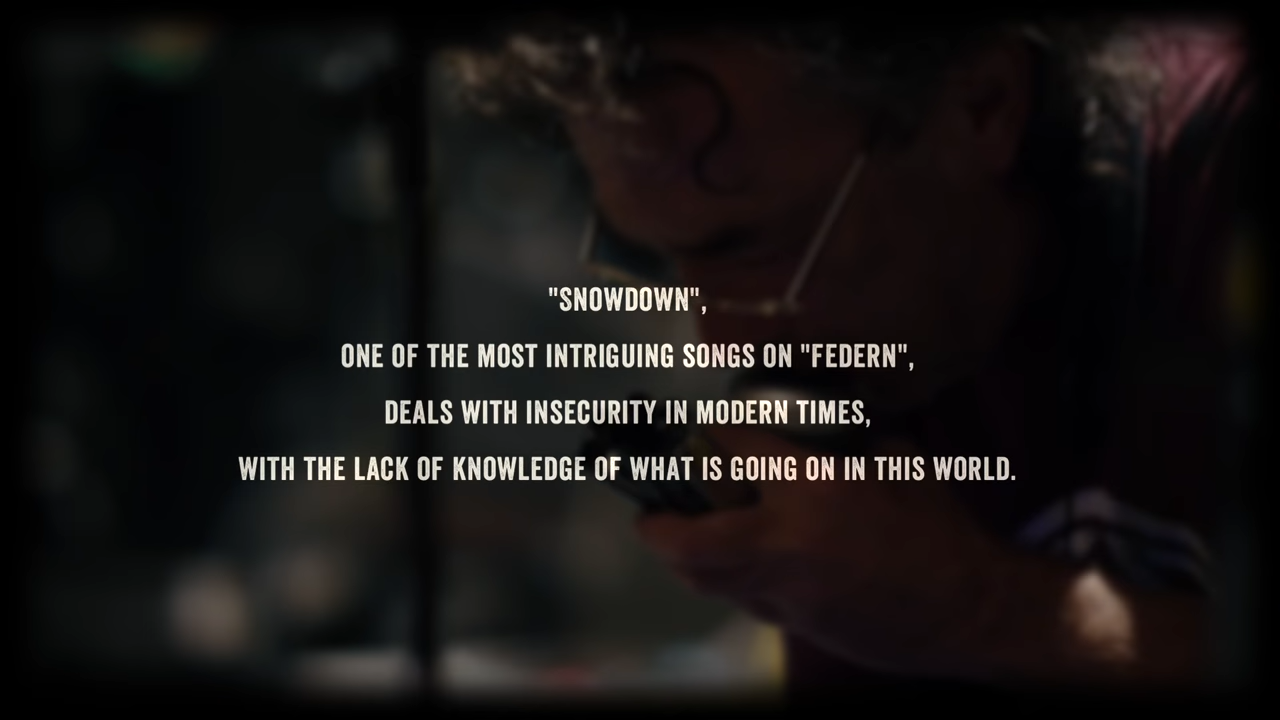 "SNOWDOWN",
ONE OF THE MOST INTRIGUING SONGS ON "FEDERN",
DEALS WITH INSECURITY IN MODERN TIMES,
WITH THE LACK OF KNOWLEDGE OF WHAT IS GOING ON IN THIS WORLD.